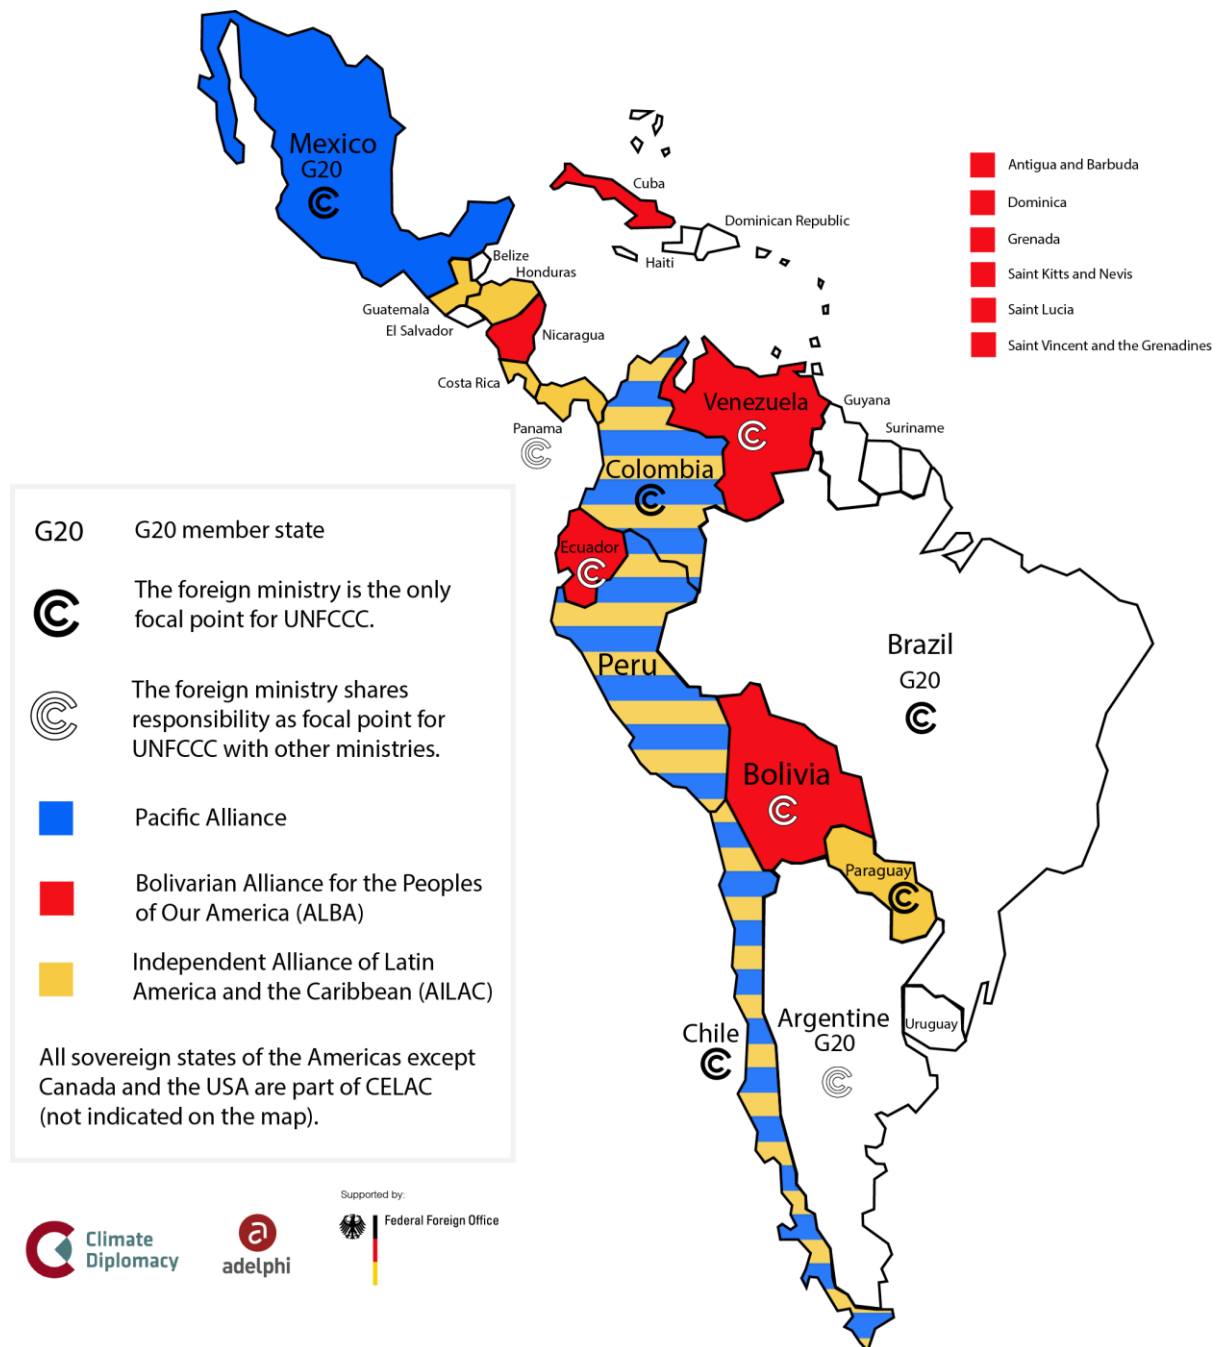 Mexico
G20
Cuba
Dominican Republic
Haiti
Belize
Honduras
Guatemala
El Salvador
Nicaragua
Costa Rica
Panama
Venezuela
Guyana
Suriname
Colombia
Ecuador
Peru
Brazil
G20
Bolivia
Paraguay
Chile
Argentine
G20
Uruguay
Antigua and Barbuda
Dominica
Grenada
Saint Kitts and Nevis
Saint Lucia
Saint Vincent and the Grenadines
G20 G20 member state
The foreign ministry is the only
focal point for UNFCCC.
The foreign ministry shares
responsibility as focal point for
UNFCCC with other ministries.
Pacific Alliance
Bolivarian Alliance for the Peoples
of Our America (ALBA)
Independent Alliance of Latin
America and the Caribbean (AILAC)
All sovereign states of the Americas except
Canada and the USA are part of CELAC
(not indicated on the map).
Climate
Diplomacy
adelphi
Supported by:
Federal Foreign Office